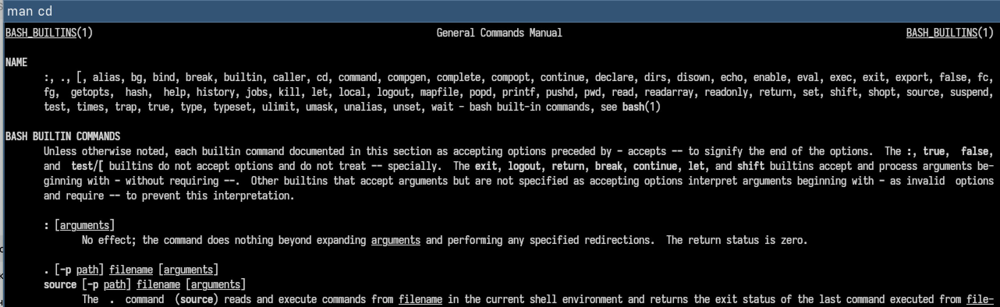 man cd
BASH_BUILTINS(1) General Commands Manual BASH_BUILTINS(1)
NAME
:, ., [, alias, bg, bind, break, builtin, caller, cd, command, compgen, complete, compopt, continue, declare, dirs, disown, echo, enable, eval, exec, exit, export, false, fc,
fg, getopts, hash, help, history, jobs, kill, let, local, logout, mapfile, popd, printf, pushd, pwd, read, readarray, readonly, return, set, shift, shopt, source, suspend,
test, times, trap, true, type, typeset, ulimit, umask, unalias, unset, wait - bash built-in commands, see bash(1)
BASH BUILTIN COMMANDS
Unless otherwise noted, each builtin command documented in this section as accepting options preceded by - accepts -- to signify the end of the options. The :, true, false,
and test/[ builtins do not accept options and do not treat -- specially. The exit, logout, return, break, continue, let, and shift builtins accept and process arguments be-
ginning with - without requiring --. Other builtins that accept arguments but are not specified as accepting options interpret arguments beginning with - as invalid options
and require -- to prevent this interpretation.
: [arguments]
No effect; the command does nothing beyond expanding arguments and performing any specified redirections. The return status is zero.
. [-p path] filename [arguments]
source [-p path] filename [arguments]
The . command (source) reads and execute commands from filename in the current shell environment and returns the exit status of the last command executed from file-